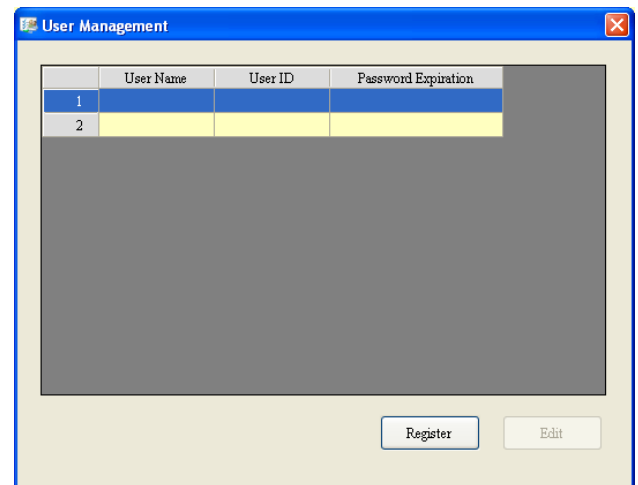 User Management
User Name User ID Password Expiration
1
2
Register Edit